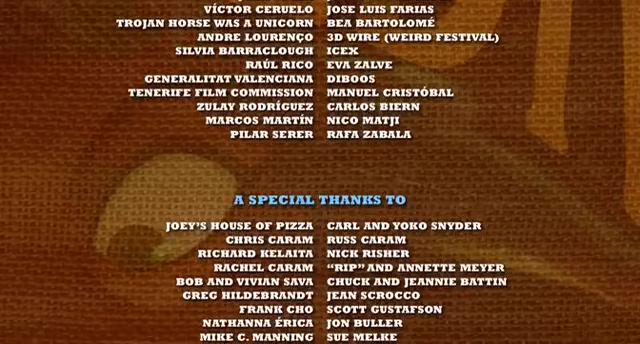 VÍCTOR CERUELO JOSE LUIS FARIAS
TROJAN HORSE WAS A UNICORN BEA BARTOLOMÉ
ANDRE LOURENÇO 3D WIRE (WEIRD FESTIVAL)
SILVIA BARRACLOUGH ICEX
RAÚL RICO EVA ZALVE
GENERALITAT VALENCIANA DIBOOS
TENERIFE FILM COMMISSION MANUEL CRISTÓBAL
ZULAY RODRÍGUEZ CARLOS BIERN
MARCOS MARTÍN NICO MATJI
PILAR SERER RAFA ZABALA
A SPECIAL THANKS TO
JOEY'S HOUSE OF PIZZA CARL AND YOKO SNYDER
CHRIS CARAM RUSS CARAM
RICHARD KELAITA NICK RISHER
RACHEL CARAM “RIP” AND ANNETTE MEYER
BOB AND VIVIAN SAVA CHUCK AND JEANNIE BATTIN
GREG HILDEBRANDT JEAN SCROCCO
FRANK CHO SCOTT GUSTAFSON
NATHANNA ÉRICA JON BULLER
MIKE C. MANNING SUE MELKE